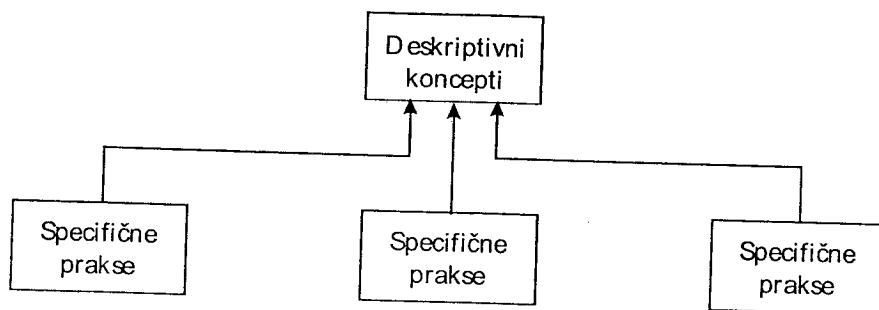 Deskriptivni
koncepti
Specifične
prakse
Specifične
prakse
Specifične
prakse